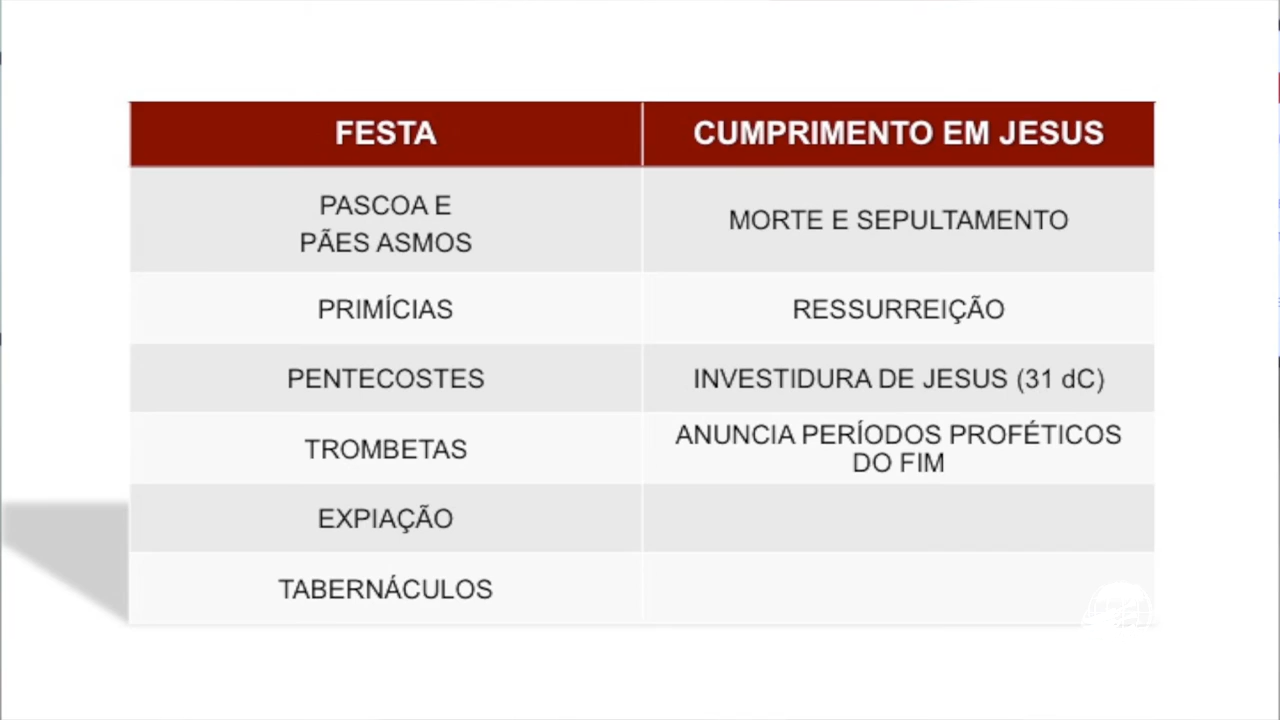 FESTA
CUMPRIMENTO EM JESUS
PASCOA E
PÃES ASMOS
MORTE E SEPULTAMENTO
PRIMÍCIAS
RESSURREIÇÃO
PENTECOSTES
INVESTIDURA DE JESUS (31 dC)
TROMBETAS
ANUNCIA PERÍODOS PROFÉTICOS
DO FIM
EXPIAÇÃO
TABERNÁCULOS